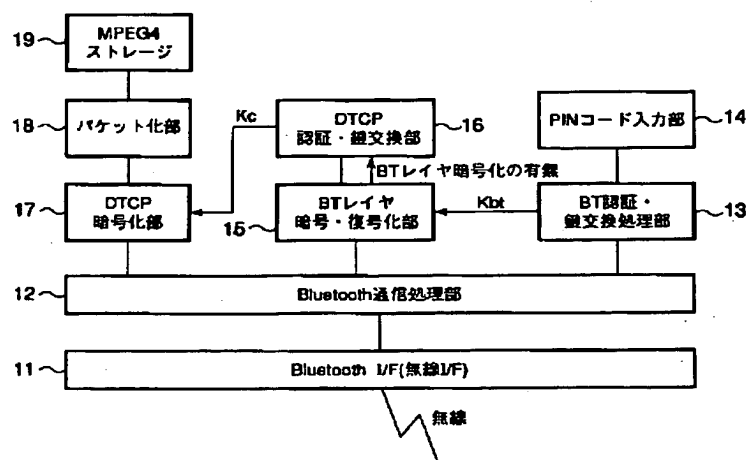 19
MPEG4
ストレージ
18
パケット化部
Kc
DTCP
認証・鍵交換部
16
PINコード入力部
14
BTレイヤ暗号化の有無
17
DTCP
暗号化部
15
BTレイヤ
暗号・復号化部
Kbt
BT認証・
鍵交換処理部
13
12
Bluetooth通信処理部
11
Bluetooth I/F(無線I/F)
無線